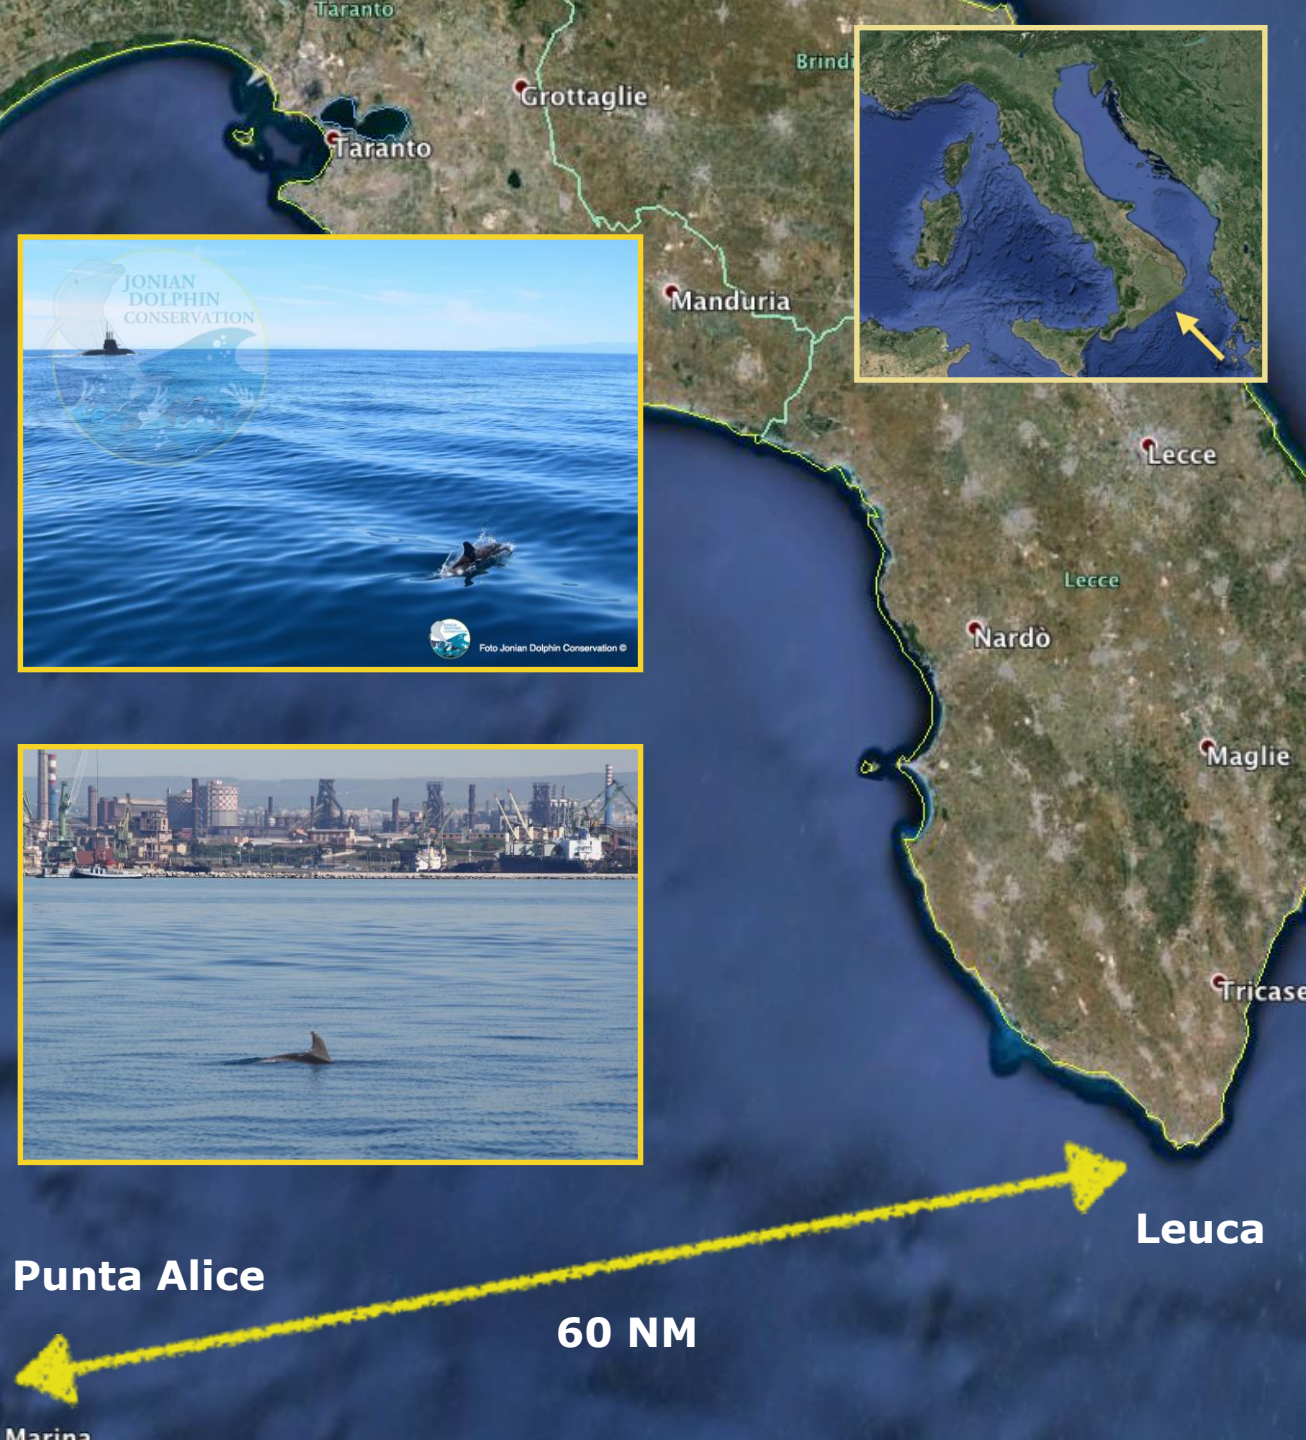 Taranto
Grottaglie
Taranto
Brindi
JONIAN
DOLPHIN
CONSERVATION
Manduria
Lecce
Lecce
Nardò
Maglie
Foto Jonian Dolphin Conservation ©
Tricase
Leuca
Punta Alice
60 NM
Marina